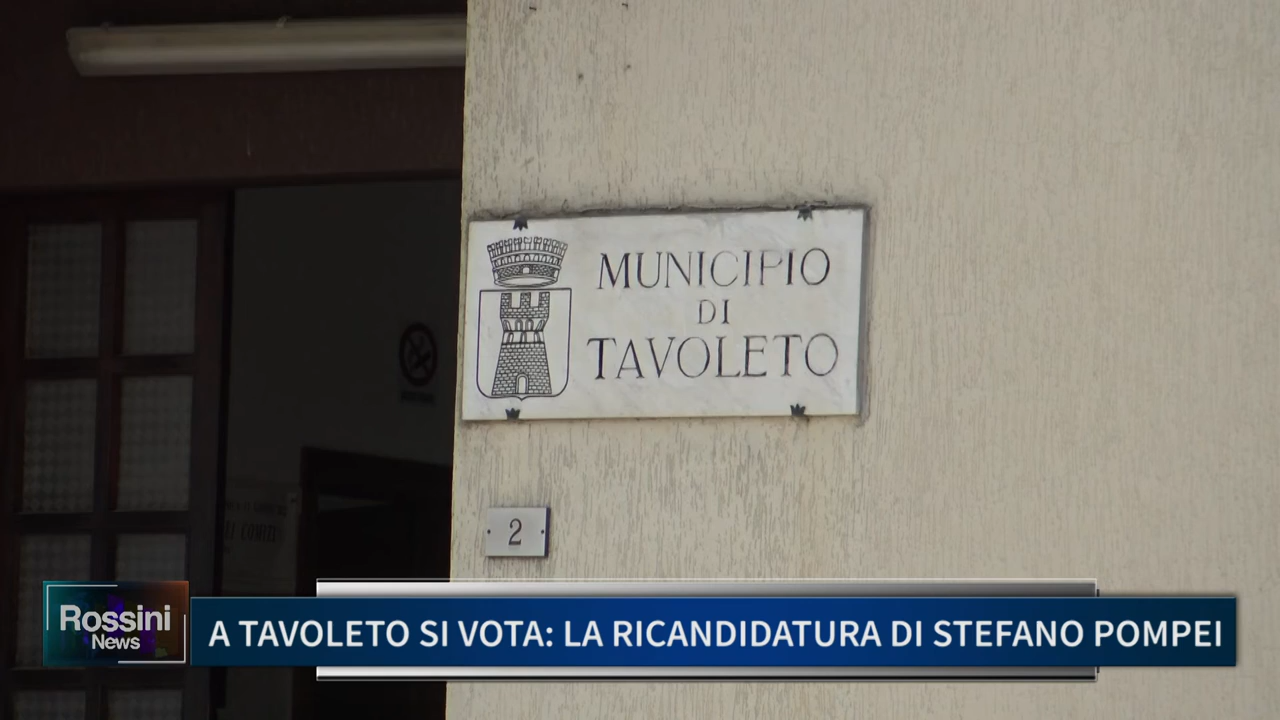 MUNICIPIO
DI
TAVOLETO
2
Rossini
News
A TAVOLETO SI VOTA: LA RICANDIDATURA DI STEFANO POMPEI